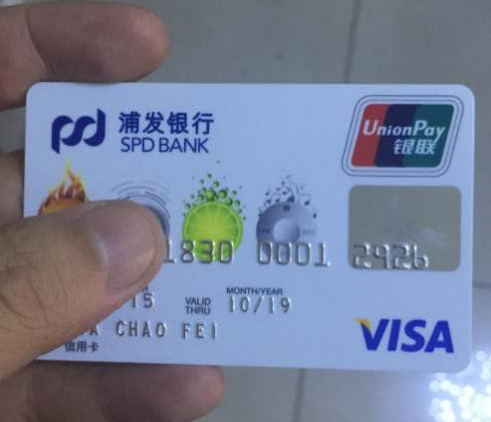 浦发银行
SPD BANK
UnionPay
银联
1830 0001 2926
MONTH/YEAR
15 VALID THRU 10/19
A CHAO FEI
VISA
信用卡